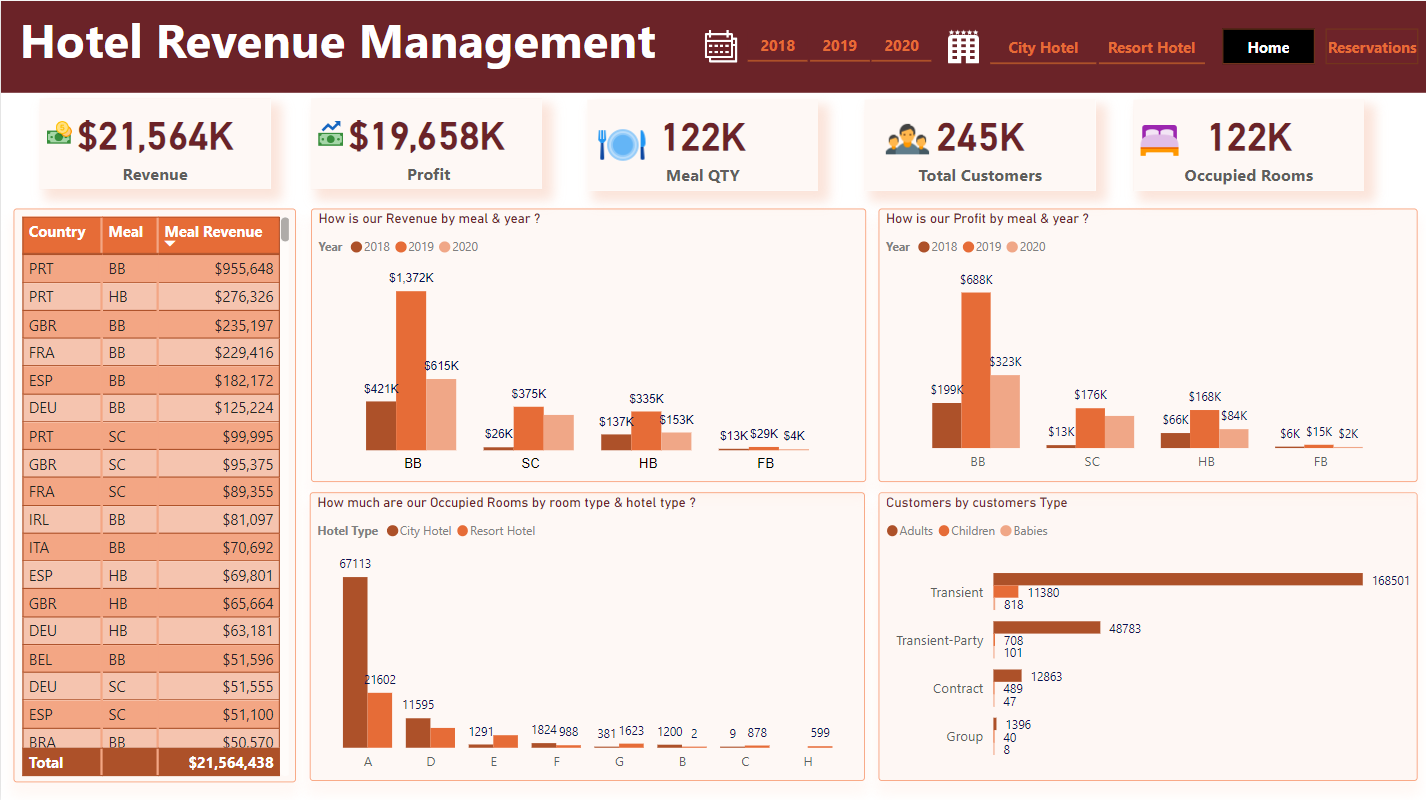 Hotel Revenue Management
2018 2019 2020 City Hotel Resort Hotel Home Reservations
$21,564K
Revenue
$19,658K
Profit
122K
Meal QTY
245K
Total Customers
122K
Occupied Rooms
Country Meal Meal Revenue
PRT BB $955,648
PRT HB $276,326
GBR BB $235,197
FRA BB $229,416
ESP BB $182,172
DEU BB $125,224
PRT SC $99,995
GBR SC $95,375
FRA SC $89,355
IRL BB $81,097
ITA BB $70,692
ESP HB $69,801
GBR HB $65,664
DEU HB $63,181
BEL BB $51,596
DEU SC $51,555
ESP SC $51,100
BRA BB $50,570
Total $21,564,438
How is our Revenue by meal & year ?
Year 2018 2019 2020
$1,372K
$615K
$421K
$375K
$335K
$26K $137K $153K
$13K $29K $4K
BB SC HB FB
How is our Profit by meal & year ?
Year 2018 2019 2020
$688K
$323K
$199K
$176K $168K
$66K $84K
$13K $6K $15K $2K
BB SC HB FB
How much are our Occupied Rooms by room type & hotel type ?
Hotel Type City Hotel Resort Hotel
67113
21602
11595
1291 1824 988 381 1623 1200 2 9 878 599
A D E F G B C H
Customers by customers Type
Adults Children Babies
168501
Transient 11380
818
48783
Transient-Party 708
101
12863
Contract 489
47
1396
Group 40
8